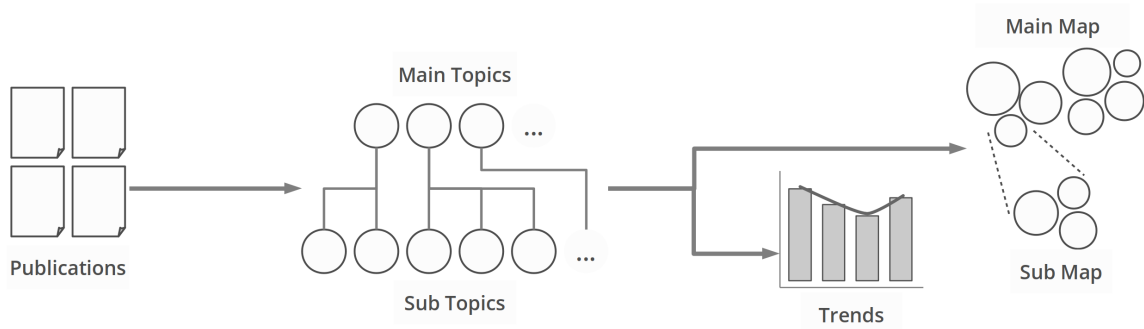 Main Map
Main Topics
...
Publications
...
Sub Topics
Sub Map
Trends